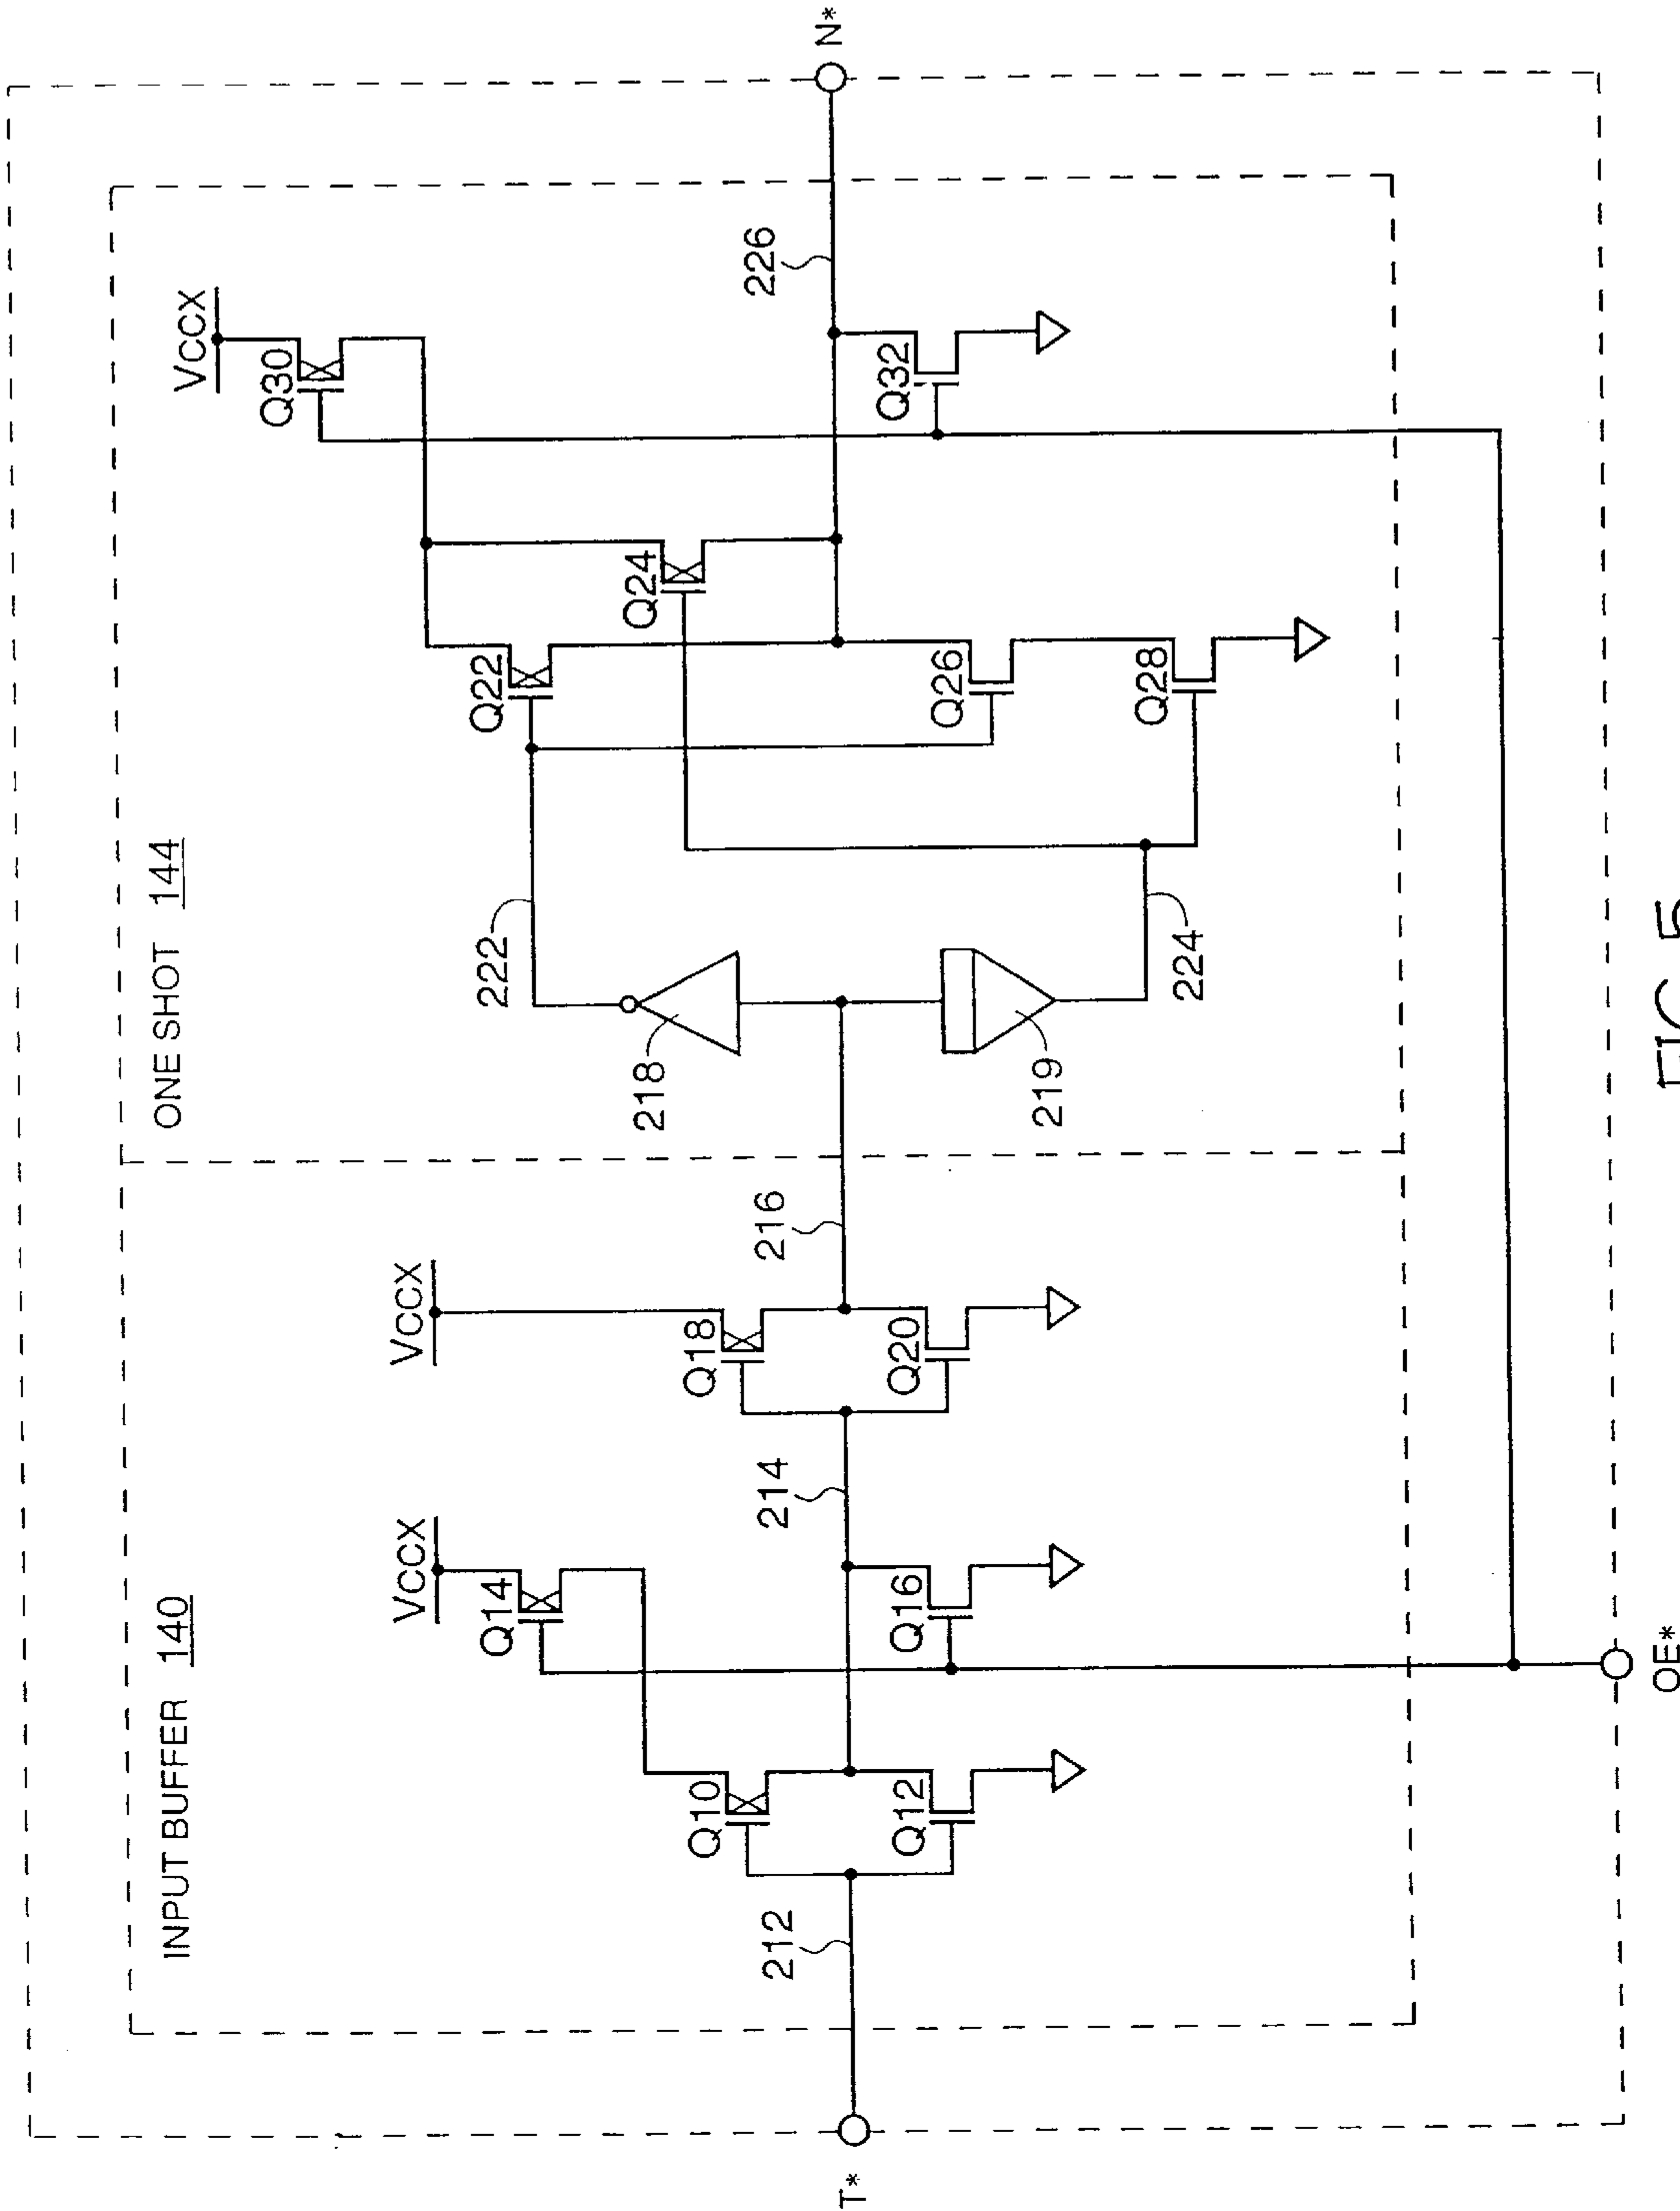 INPUT BUFFER 140
ONE SHOT 144
VCCX
Q30
VCCX
VCCX
Q14
Q22
222
Q24
Q10
Q18
218
212
214
216
226
T*
N*
Q12
Q16
Q20
Q26
Q32
219
Q28
224
OE*
FIG. 5